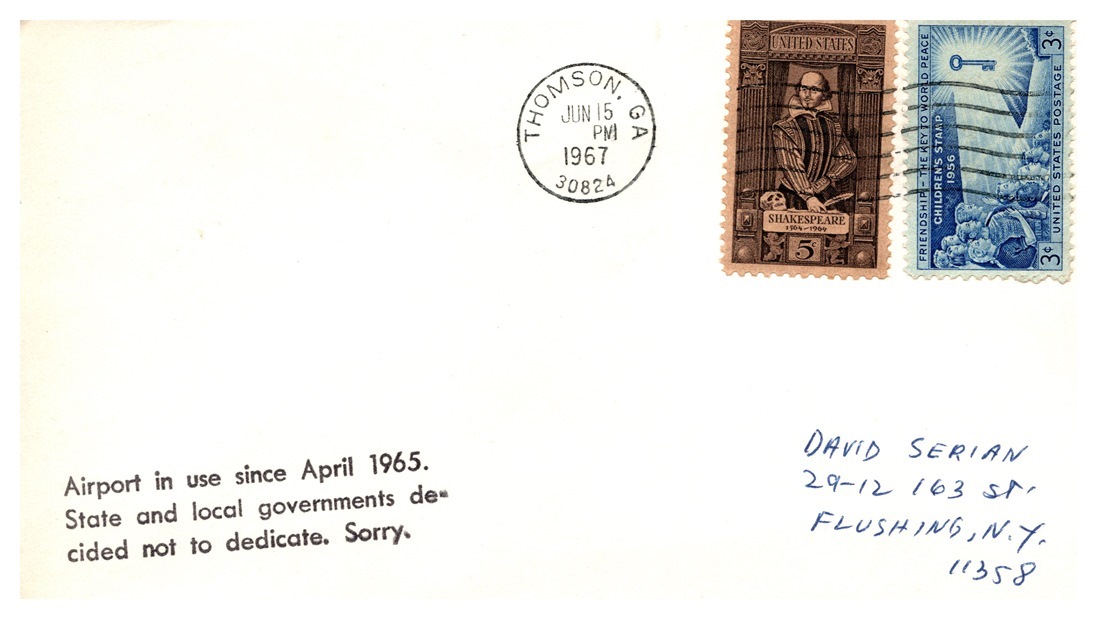 THOMSON, GA
JUN 15
PM
1967
30824
UNITED STATES
SHAKESPEARE
1564-1964
5¢
FRIENDSHIP - THE KEY TO WORLD PEACE
CHILDREN'S STAMP
1956
3¢
3¢
UNITED STATES POSTAGE
Airport in use since April 1965.
State and local governments de-
cided not to dedicate. Sorry.
DAVID SERIAN
29-12 163 ST.
FLUSHING, N.Y.
11358